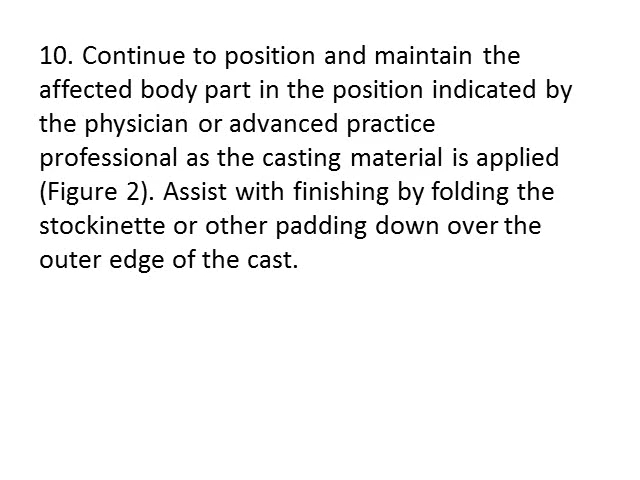 10. Continue to position and maintain the
affected body part in the position indicated by
the physician or advanced practice
professional as the casting material is applied
(Figure 2). Assist with finishing by folding the
stockinette or other padding down over the
outer edge of the cast.